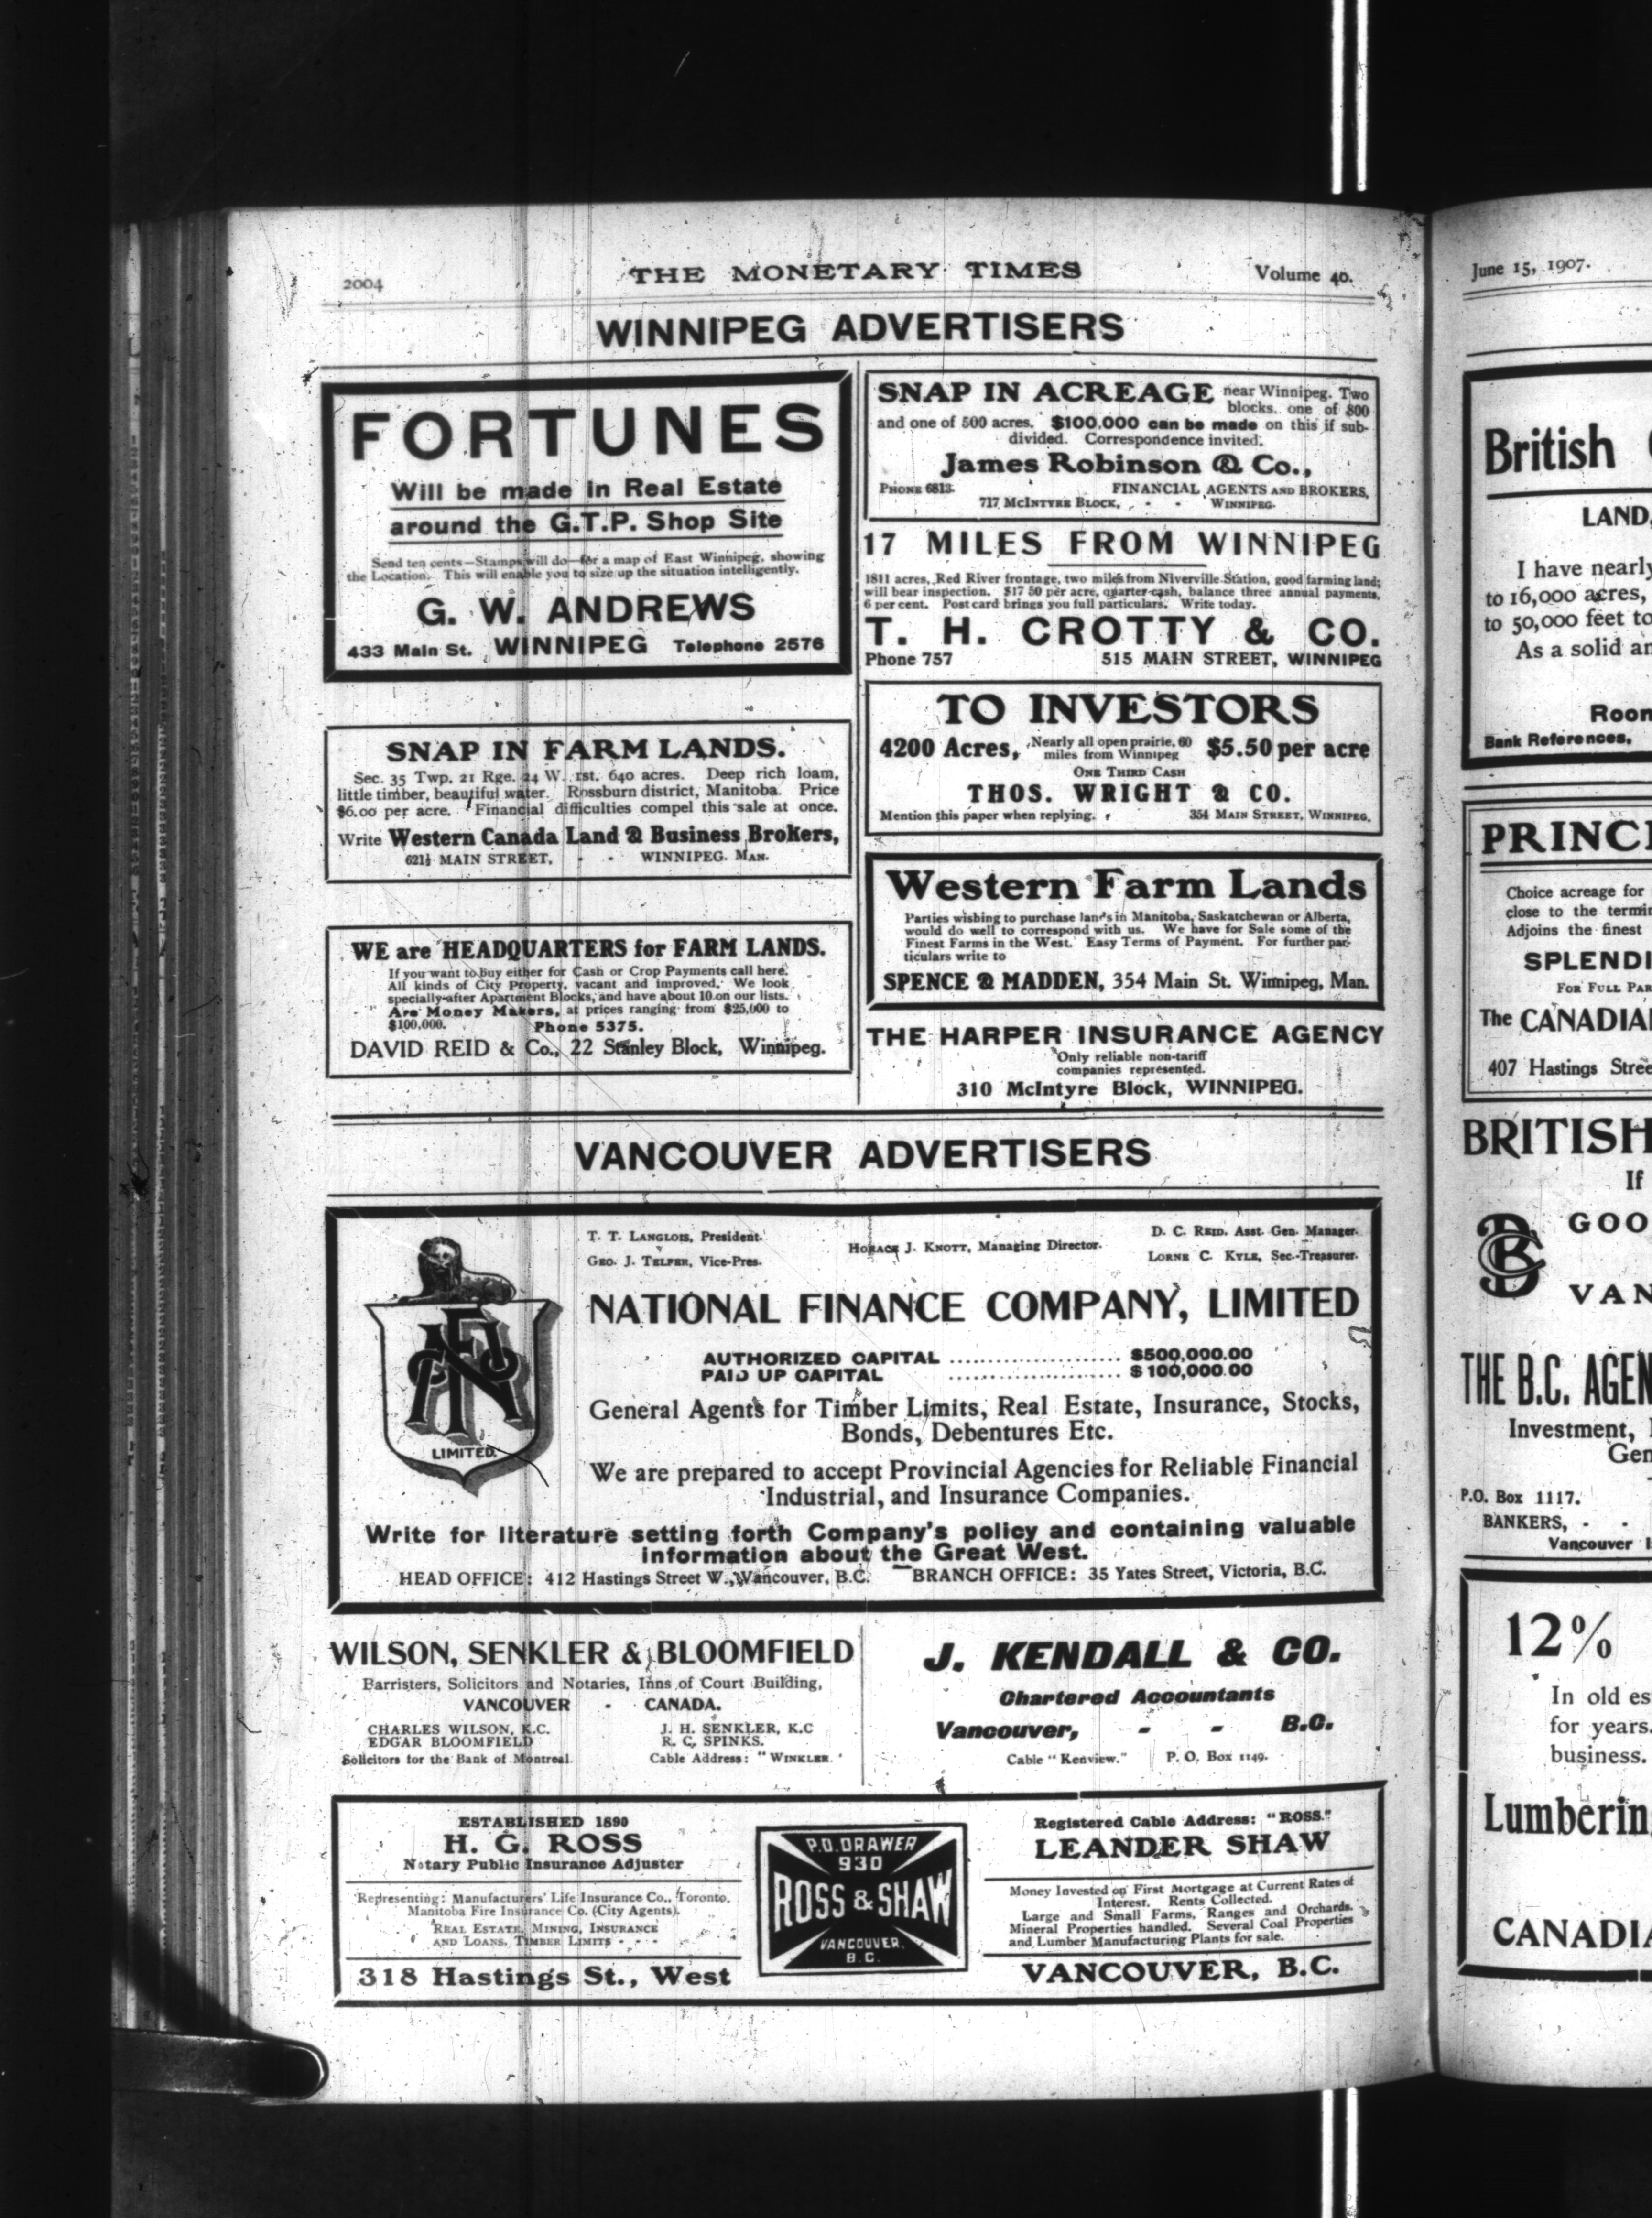 2004
THE MONETARY TIMES
Volume 40.
WINNIPEG ADVERTISERS
FORTUNES
Will be made in Real Estate
around the G.T.P. Shop Site
Send ten cents—Stamps will do—for a map of East Winnipeg, showing
the Location. This will enable you to size up the situation intelligently.
G. W. ANDREWS
433 Main St. WINNIPEG Telephone 2576
SNAP IN FARM LANDS.
Sec. 35 Twp. 21 Rge. 24 W. 1st. 640 acres. Deep rich loam,
little timber, beautiful water. Rossburn district, Manitoba. Price
$6.00 per acre. Financial difficulties compel this sale at once.
Write Western Canada Land & Business Brokers,
621½ MAIN STREET, - - WINNIPEG. MAN.
WE are HEADQUARTERS for FARM LANDS.
If you want to buy either for Cash or Crop Payments call here.
All kinds of City Property, vacant and improved. We look
specially after Apartment Blocks, and have about 10 on our lists.
Are Money Makers, at prices ranging from $25,000 to
$100,000. Phone 5375.
DAVID REID & Co., 22 Stanley Block, Winnipeg.
SNAP IN ACREAGE near Winnipeg. Two
blocks, one of 800
and one of 500 acres. $100,000 can be made on this if sub-
divided. Correspondence invited.
James Robinson & Co.,
PHONE 6813. FINANCIAL AGENTS AND BROKERS,
717 MCINTYRE BLOCK, - - WINNIPEG.
17 MILES FROM WINNIPEG
1811 acres, Red River frontage, two miles from Niverville Station, good farming land;
will bear inspection. $17 50 per acre, quarter cash, balance three annual payments,
6 per cent. Post card brings you full particulars. Write today.
T. H. CROTTY & CO.
Phone 757 515 MAIN STREET, WINNIPEG
TO INVESTORS
4200 Acres, Nearly all open prairie, 60
miles from Winnipeg $5.50 per acre
ONE THIRD CASH
THOS. WRIGHT & CO.
Mention this paper when replying. 354 MAIN STREET, WINNIPEG.
Western Farm Lands
Parties wishing to purchase lands in Manitoba, Saskatchewan or Alberta,
would do well to correspond with us. We have for Sale some of the
Finest Farms in the West. Easy Terms of Payment. For further par-
ticulars write to
SPENCE & MADDEN, 354 Main St. Winnipeg, Man.
THE HARPER INSURANCE AGENCY
Only reliable non-tariff
companies represented.
310 McIntyre Block, WINNIPEG.
VANCOUVER ADVERTISERS
T. T. LANGLOIS, President.
GEO. J. TELFER, Vice-Pres.
HORACE J. KNOTT, Managing Director.
D. C. REID. Asst. Gen. Manager.
LORNE C. KYLE, Sec.-Treasurer.
LIMITED.
NATIONAL FINANCE COMPANY, LIMITED
AUTHORIZED CAPITAL .................... $500,000.00
PAID UP CAPITAL .................... $100,000.00
General Agents for Timber Limits, Real Estate, Insurance, Stocks,
Bonds, Debentures Etc.
We are prepared to accept Provincial Agencies for Reliable Financial
Industrial, and Insurance Companies.
Write for literature setting forth Company's policy and containing valuable
information about the Great West.
HEAD OFFICE: 412 Hastings Street W., Vancouver, B.C. BRANCH OFFICE: 35 Yates Street, Victoria, B.C.
WILSON, SENKLER & BLOOMFIELD
Barristers, Solicitors and Notaries, Inns of Court Building,
VANCOUVER - CANADA.
CHARLES WILSON, K.C. J. H. SENKLER, K.C
EDGAR BLOOMFIELD R. C. SPINKS.
Solicitors for the Bank of Montreal. Cable Address: "WINKLER."
J. KENDALL & CO.
Chartered Accountants
Vancouver, - - B.C.
Cable "Kenview." P. O. Box 1149.
ESTABLISHED 1890
H. G. ROSS
Notary Public Insurance Adjuster
Representing: Manufacturers' Life Insurance Co., Toronto.
Manitoba Fire Insurance Co. (City Agents).
REAL ESTATE, MINING, INSURANCE
AND LOANS, TIMBER LIMITS - - -
318 Hastings St., West
P.O. DRAWER
930
ROSS & SHAW
VANCOUVER,
B.C.
Registered Cable Address: "ROSS."
LEANDER SHAW
Money Invested on First Mortgage at Current Rates of
Interest. Rents Collected.
Large and Small Farms, Ranges and Orchards.
Mineral Properties handled. Several Coal Properties
and Lumber Manufacturing Plants for sale.
VANCOUVER, B.C.
June 15, 1907.
British
LAND,
I have nearly
to 16,000 acres,
to 50,000 feet to
As a solid
Bank References,
Choice acreage for
close to the
Adjoins the finest
The
407 Hastings
BRITISH
If
VAN
THE B.C.
Investment,
P.O. Box 1117.
BANKERS, - -
Vancouver
12%
In old
for years.
business.